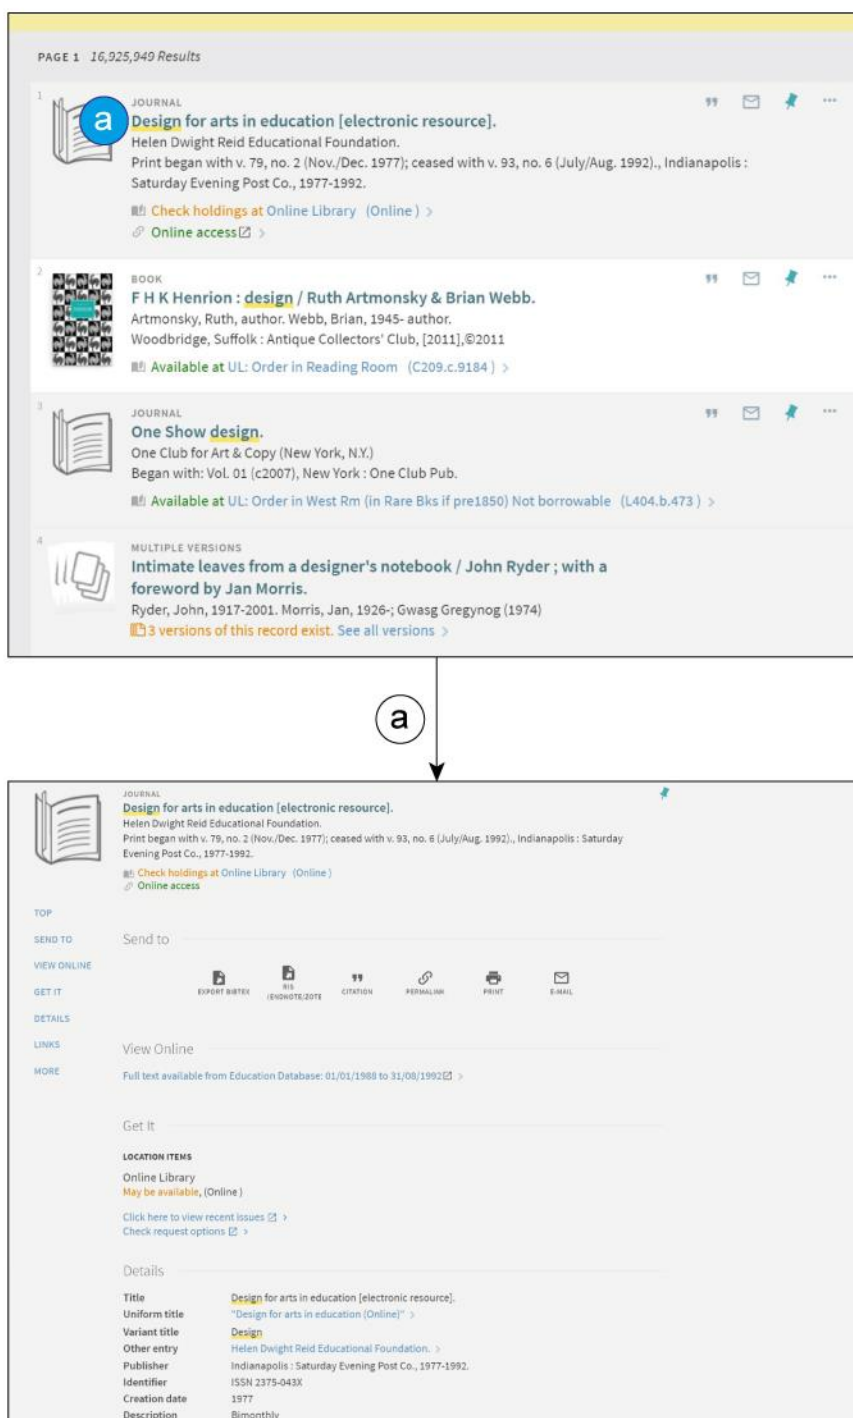 PAGE 1 16,925,949 Results
1
a
JOURNAL
Design for arts in education [electronic resource].
Helen Dwight Reid Educational Foundation.
Print began with v. 79, no. 2 (Nov./Dec. 1977); ceased with v. 93, no. 6 (July/Aug. 1992)., Indianapolis :
Saturday Evening Post Co., 1977-1992.
Check holdings at Online Library (Online ) >
Online access >
2
BOOK
F H K Henrion : design / Ruth Artmonsky & Brian Webb.
Artmonsky, Ruth, author. Webb, Brian, 1945- author.
Woodbridge, Suffolk : Antique Collectors' Club, [2011],©2011
Available at UL: Order in Reading Room (C209.c.9184 ) >
3
JOURNAL
One Show design.
One Club for Art & Copy (New York, N.Y.)
Began with: Vol. 01 (c2007), New York : One Club Pub.
Available at UL: Order in West Rm (in Rare Bks if pre1850) Not borrowable (L404.b.473 ) >
4
MULTIPLE VERSIONS
Intimate leaves from a designer's notebook / John Ryder ; with a
foreword by Jan Morris.
Ryder, John, 1917-2001. Morris, Jan, 1926-; Gwasg Gregynog (1974)
3 versions of this record exist. See all versions >
a
JOURNAL
Design for arts in education [electronic resource].
Helen Dwight Reid Educational Foundation.
Print began with v. 79, no. 2 (Nov./Dec. 1977); ceased with v. 93, no. 6 (July/Aug. 1992)., Indianapolis : Saturday
Evening Post Co., 1977-1992.
Check holdings at Online Library (Online )
Online access
TOP
SEND TO
VIEW ONLINE
GET IT
DETAILS
LINKS
MORE
Send to
EXPORT BIBTEX
RIS
(ENDNOTE/ZOTE
CITATION
PERMALINK
PRINT
E-MAIL
View Online
Full text available from Education Database: 01/01/1988 to 31/08/1992 >
Get It
LOCATION ITEMS
Online Library
May be available, (Online )
Click here to view recent issues >
Check request options >
Details
Title Design for arts in education [electronic resource].
Uniform title "Design for arts in education (Online)" >
Variant title Design
Other entry Helen Dwight Reid Educational Foundation. >
Publisher Indianapolis : Saturday Evening Post Co., 1977-1992.
Identifier ISSN 2375-043X
Creation date 1977
Description Bimonthly